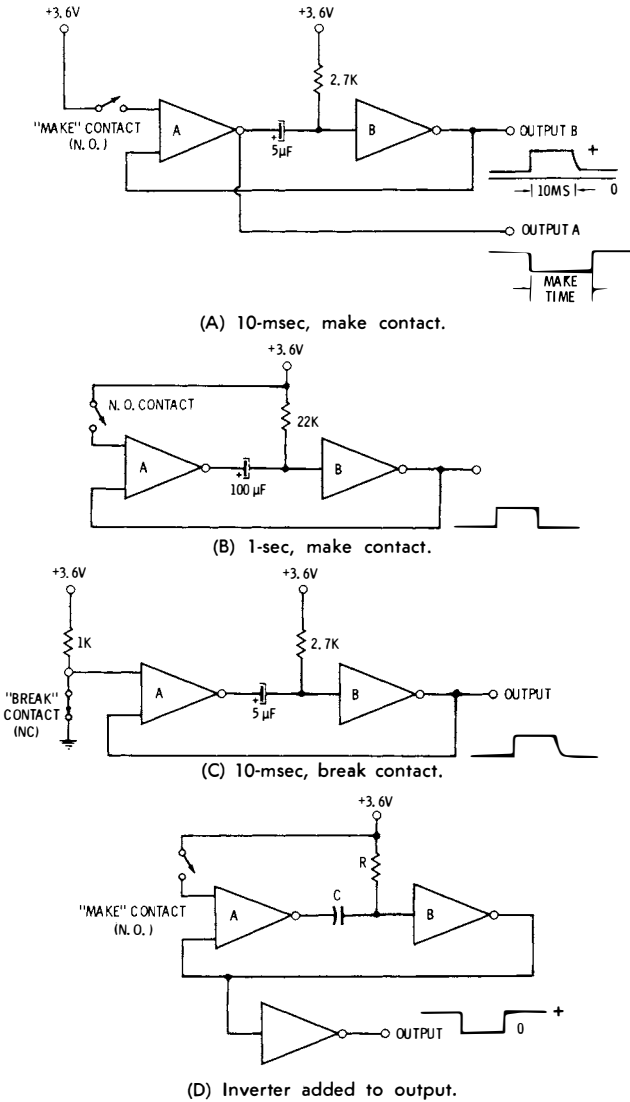 +3.6V
+3.6V
2.7K
"MAKE" CONTACT
(N.O.)
A
+
5µF
B
OUTPUT B
+
10MS
0
OUTPUT A
MAKE
TIME
(A) 10-msec, make contact.
+3.6V
N.O. CONTACT
22K
A
+
100 µF
B
(B) 1-sec, make contact.
+3.6V
+3.6V
1K
2.7K
"BREAK"
CONTACT
(NC)
A
+
5µF
B
OUTPUT
(C) 10-msec, break contact.
+3.6V
R
"MAKE" CONTACT
(N.O.)
A
C
B
OUTPUT
0
+
(D) Inverter added to output.